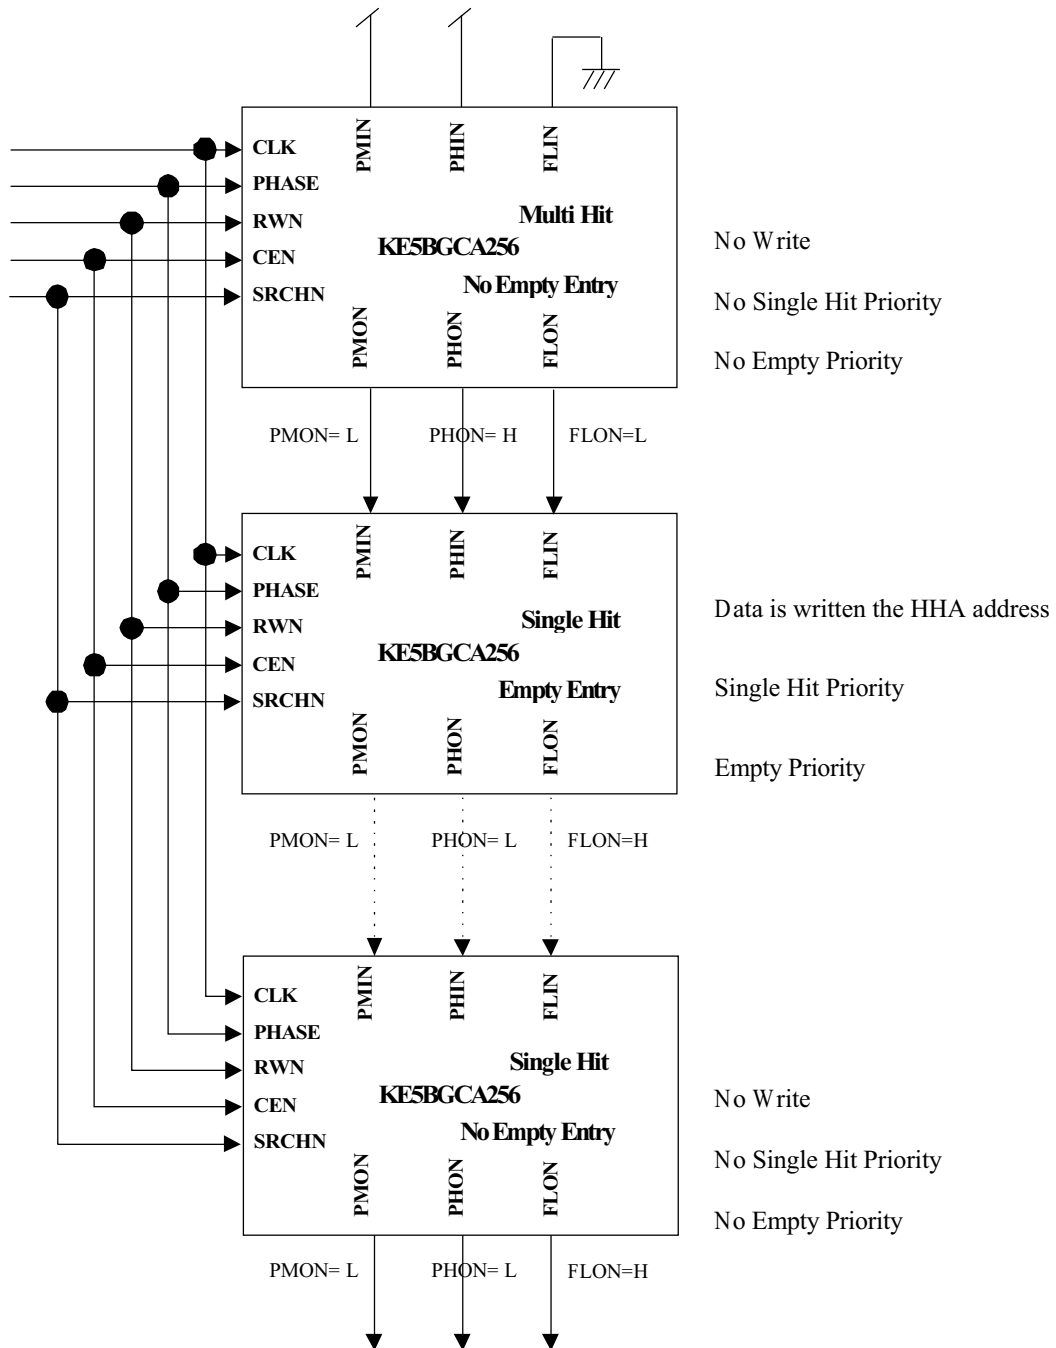 PMIN PHIN FLIN
CLK
PHASE
RWN
CEN
SRCHN
Multi Hit
KE5BGCA256
No Empty Entry
PMON PHON FLON
No Write
No Single Hit Priority
No Empty Priority
PMON= L PHON= H FLON=L
PMIN PHIN FLIN
CLK
PHASE
RWN
CEN
SRCHN
Single Hit
KE5BGCA256
Empty Entry
PMON PHON FLON
Data is written the HHA address
Single Hit Priority
Empty Priority
PMON= L PHON= L FLON=H
PMIN PHIN FLIN
CLK
PHASE
RWN
CEN
SRCHN
Single Hit
KE5BGCA256
No Empty Entry
PMON PHON FLON
No Write
No Single Hit Priority
No Empty Priority
PMON= L PHON= L FLON=H